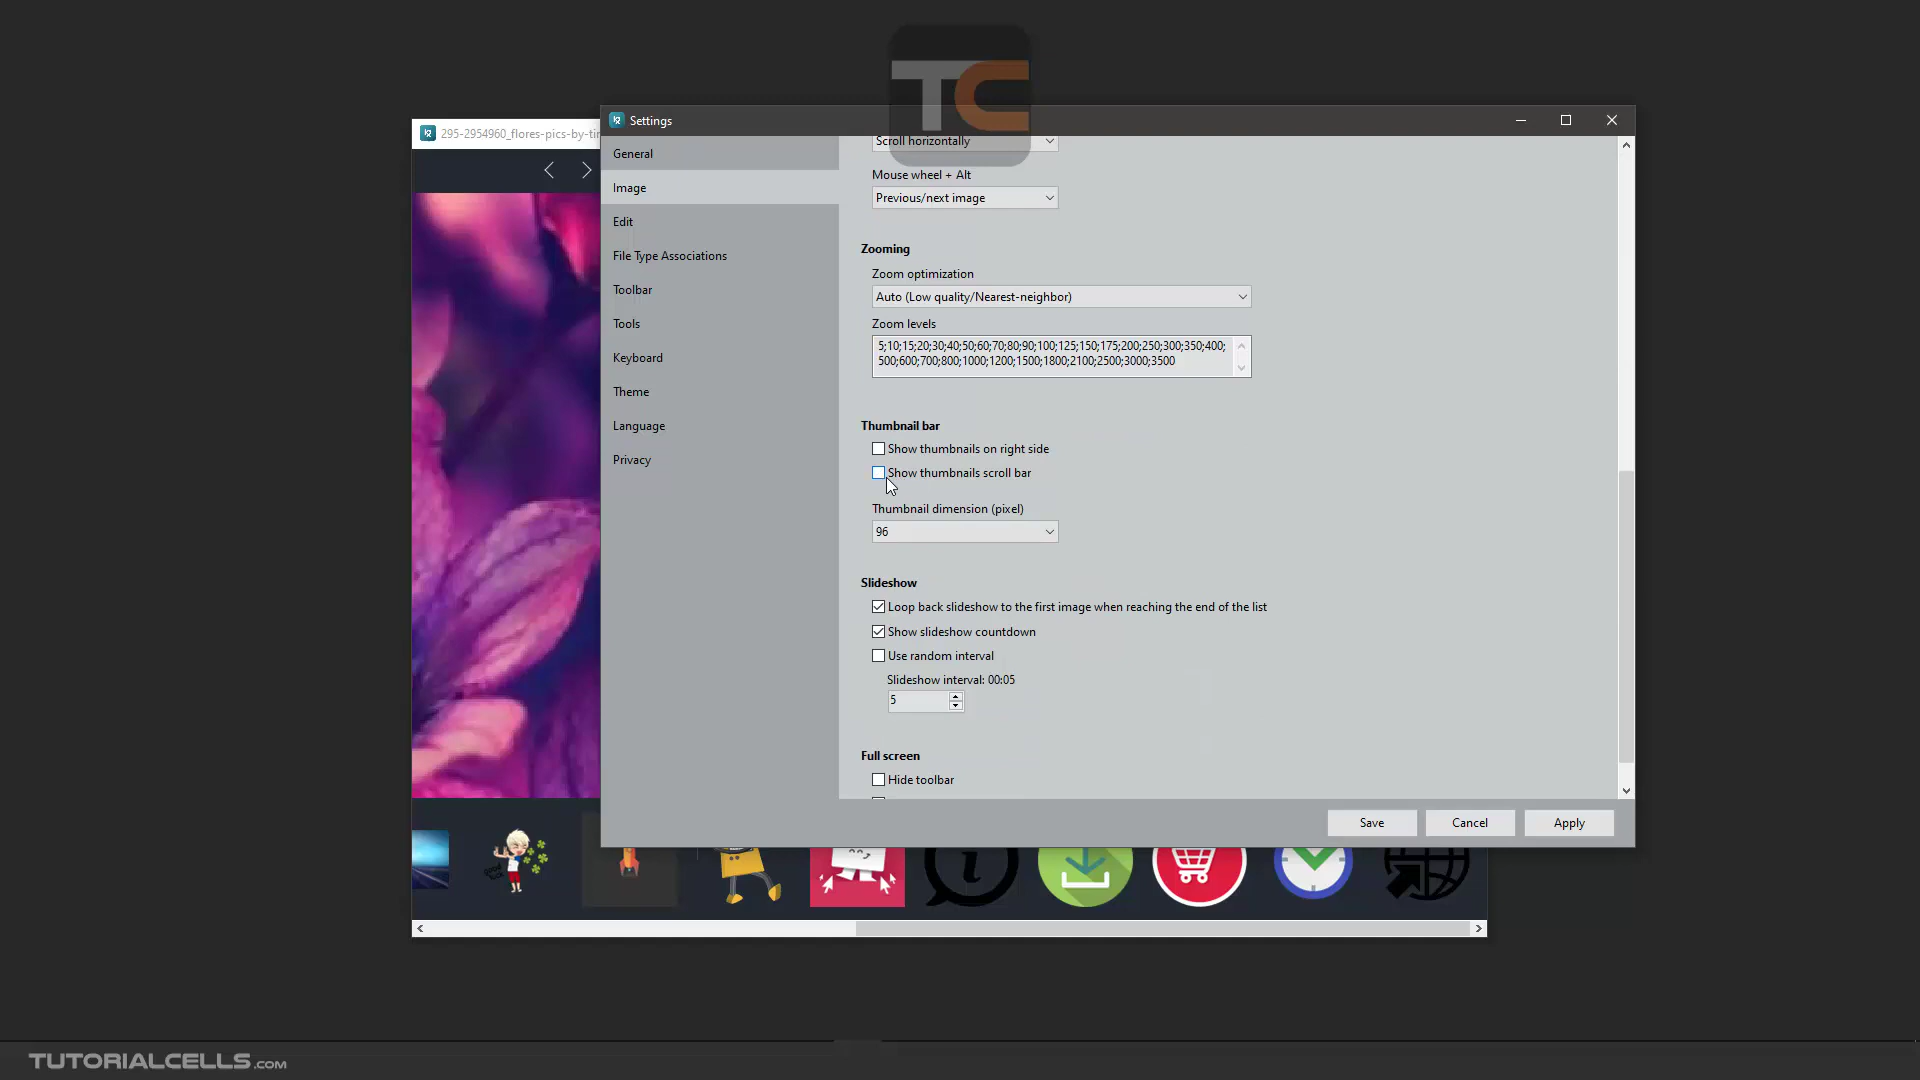 TC
295-2954960_flores-pics-by-tin
Settings
General
Image
Edit
File Type Associations
Toolbar
Tools
Keyboard
Theme
Language
Privacy
Scroll horizontally
Mouse wheel + Alt
Previous/next image
Zooming
Zoom optimization
Auto (Low quality/Nearest-neighbor)
Zoom levels
5;10;15;20;30;40;50;60;70;80;90;100;125;150;175;200;250;300;350;400;
500;600;700;800;1000;1200;1500;1800;2100;2500;3000;3500
Thumbnail bar
Show thumbnails on right side
Show thumbnails scroll bar
Thumbnail dimension (pixel)
96
Slideshow
Loop back slideshow to the first image when reaching the end of the list
Show slideshow countdown
Use random interval
Slideshow interval: 00:05
5
Full screen
Hide toolbar
Save
Cancel
Apply
TUTORIALCELLS.COM